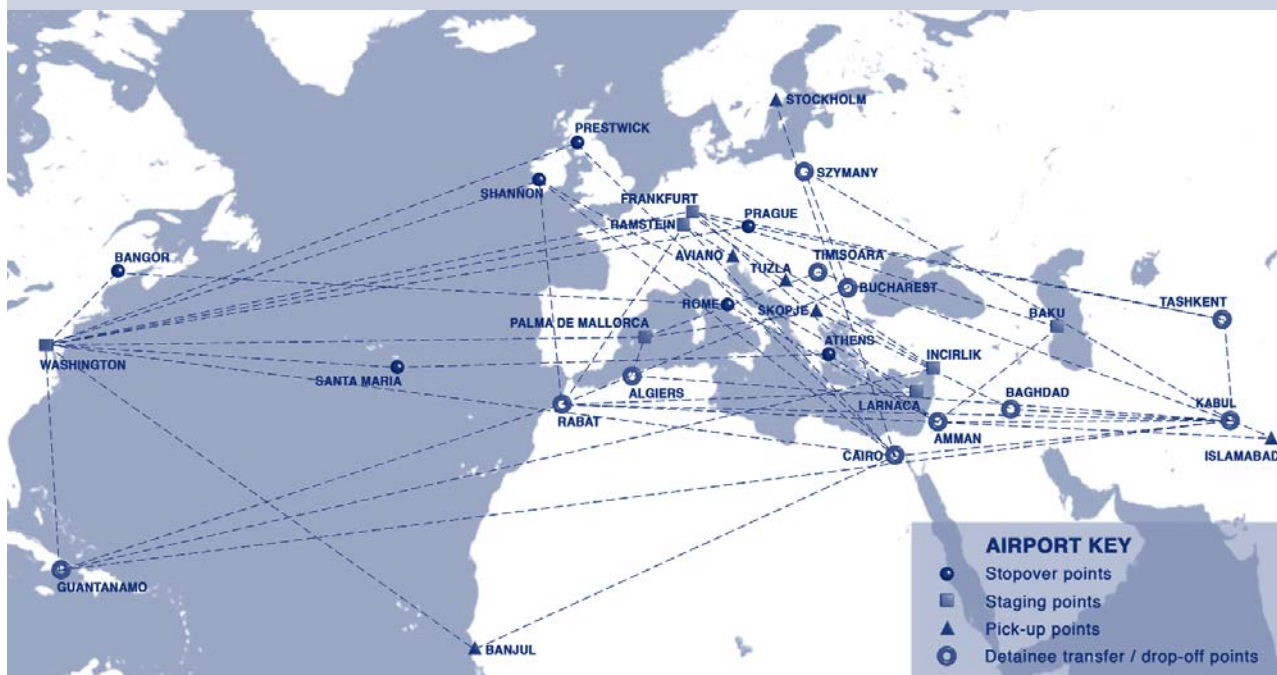 STOCKHOLM
PRESTWICK
SZYMANY
SHANNON
FRANKFURT
RAMSTEIN
PRAGUE
BANGOR
AVIANO
TUZLA
TIMISOARA
BUCHAREST
ROME
SKOPJE
BAKU
TASHKENT
PALMA DE MALLORCA
ATHENS
WASHINGTON
SANTA MARIA
INCIRLIK
ALGIERS
LARNACA
BAGHDAD
KABUL
RABAT
AMMAN
CAIRO
ISLAMABAD
GUANTANAMO
BANJUL
AIRPORT KEY
Stopover points
Staging points
Pick-up points
Detainee transfer / drop-off points